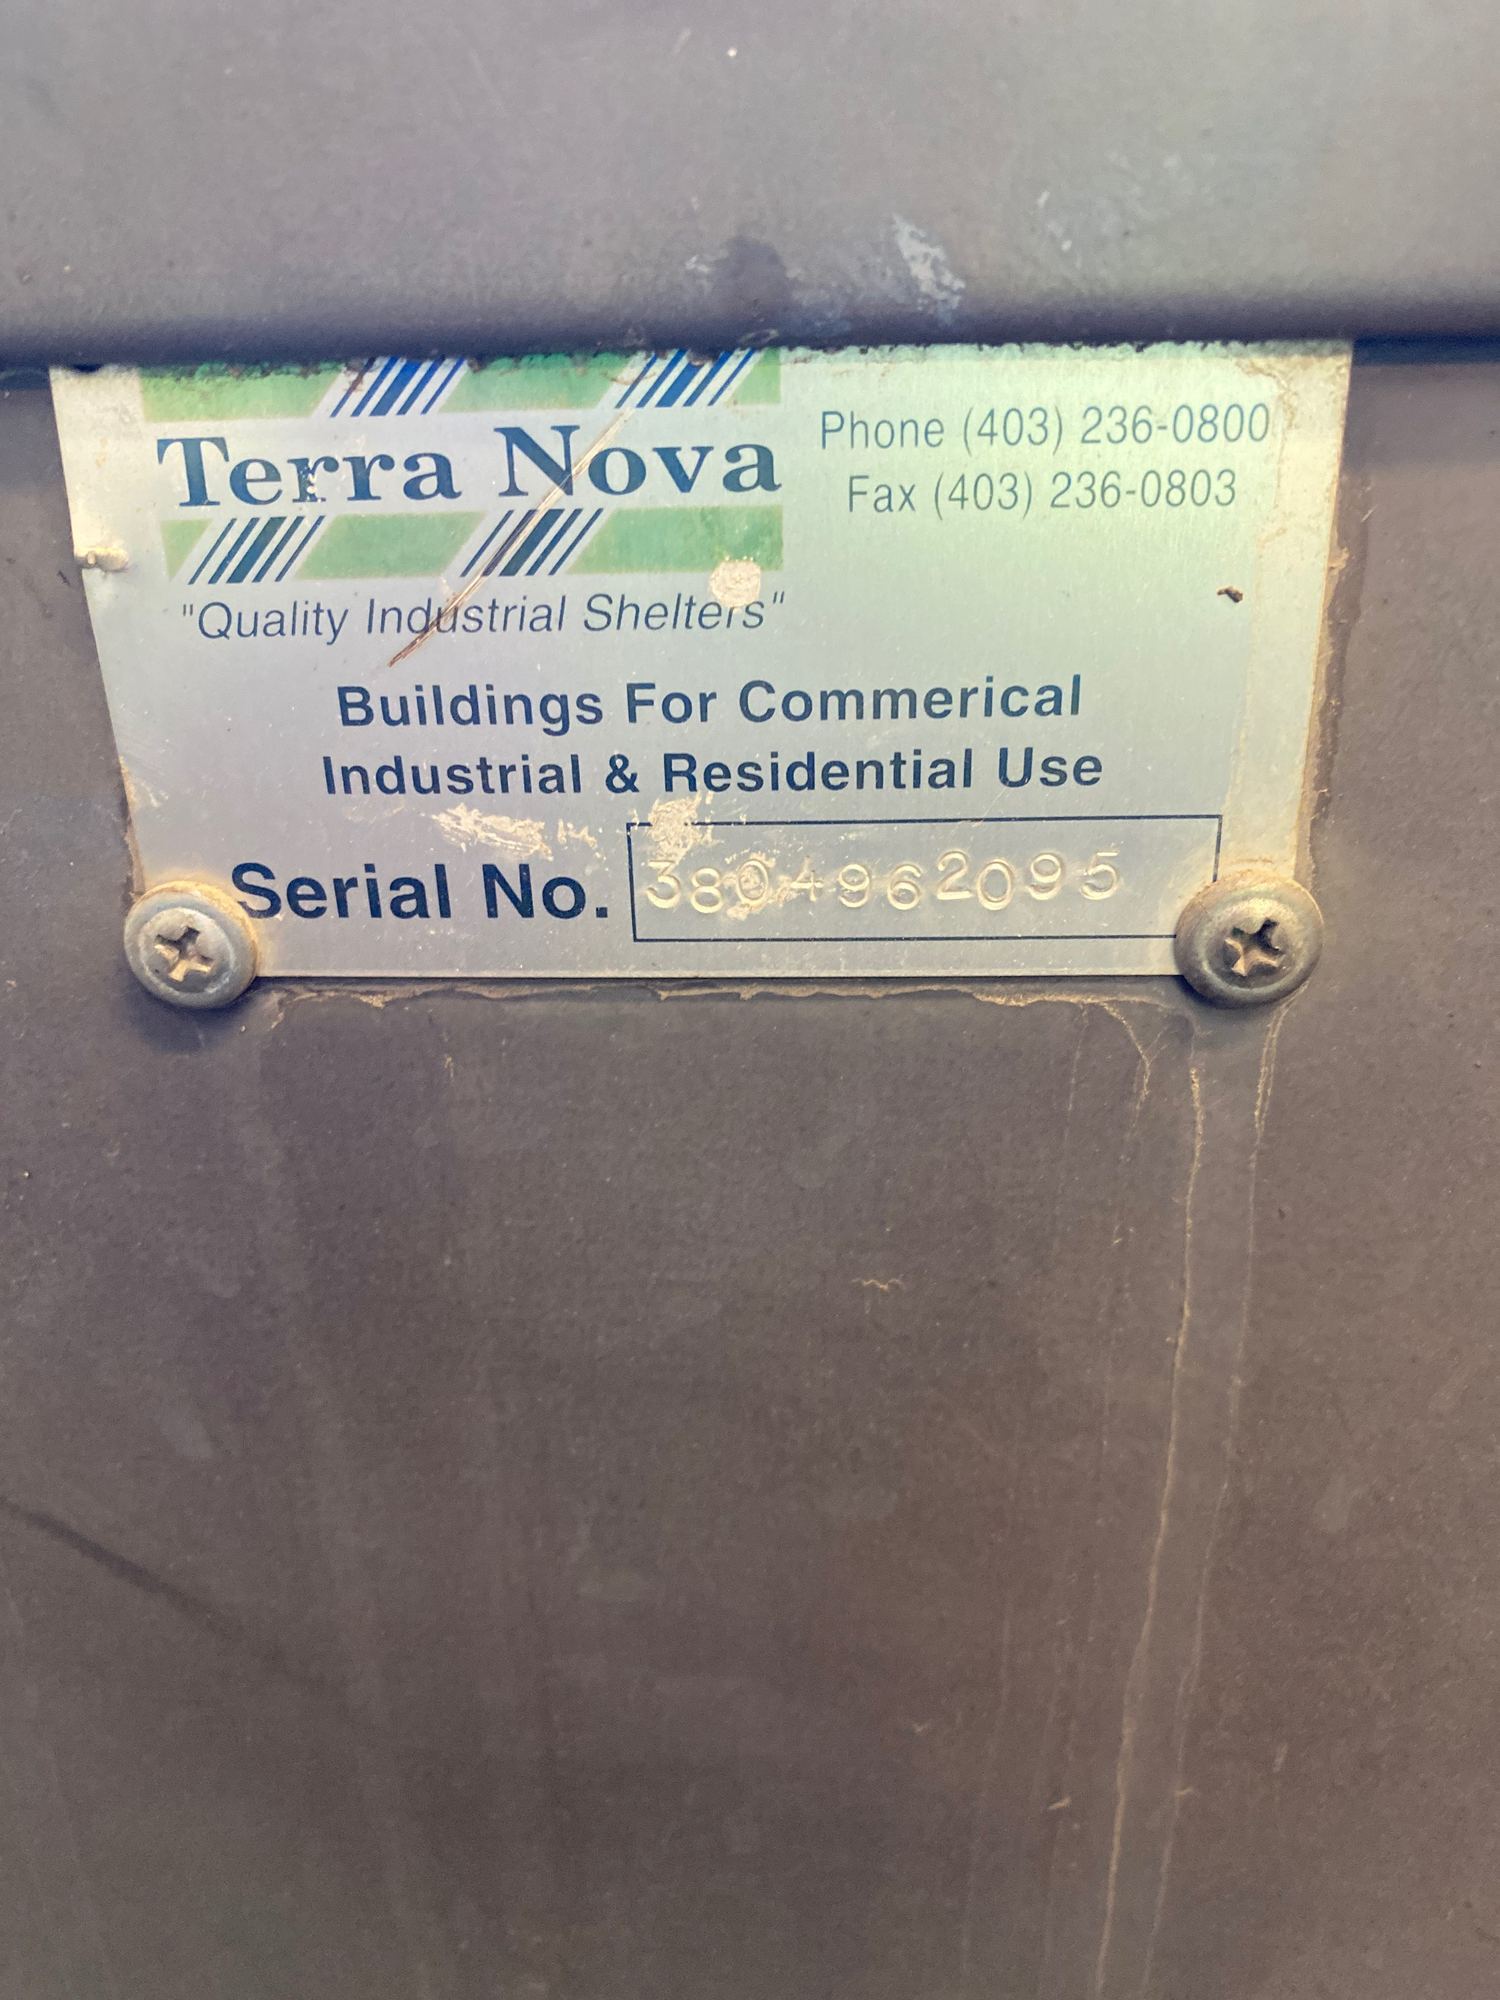 Terra Nova
"Quality Industrial Shelters"
Phone (403) 236-0800
Fax (403) 236-0803
Buildings For Commerical
Industrial & Residential Use
Serial No. 3804962095